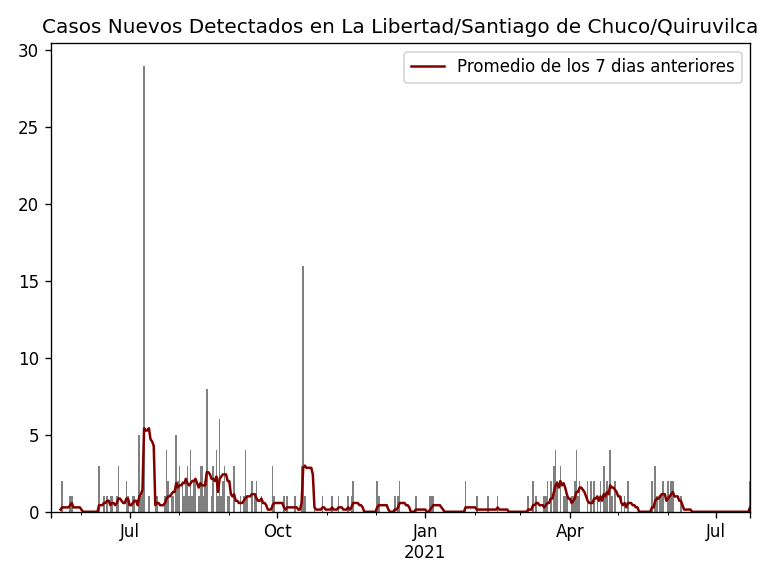 Casos Nuevos Detectados en La Libertad/Santiago de Chuco/Quiruvilca
Promedio de los 7 dias anteriores
30
25
20
15
10
5
0
Jul Oct Jan Apr Jul
2021